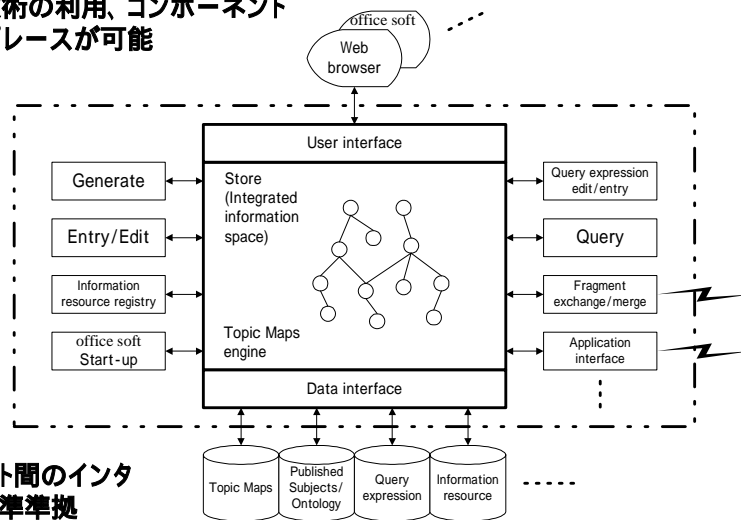 術の利用、コンポーネント
レースが可能
office soft
Web
browser
User interface
Generate
Entry/Edit
Information
resource registry
office soft
Start-up
Store
(Integrated
information
space)
Topic Maps
engine
Query expression
edit/entry
Query
Fragment
exchange/merge
Application
interface
Data interface
Topic Maps
Published
Subjects/
Ontology
Query
expression
Information
resource
ト間のインタ
準準拠